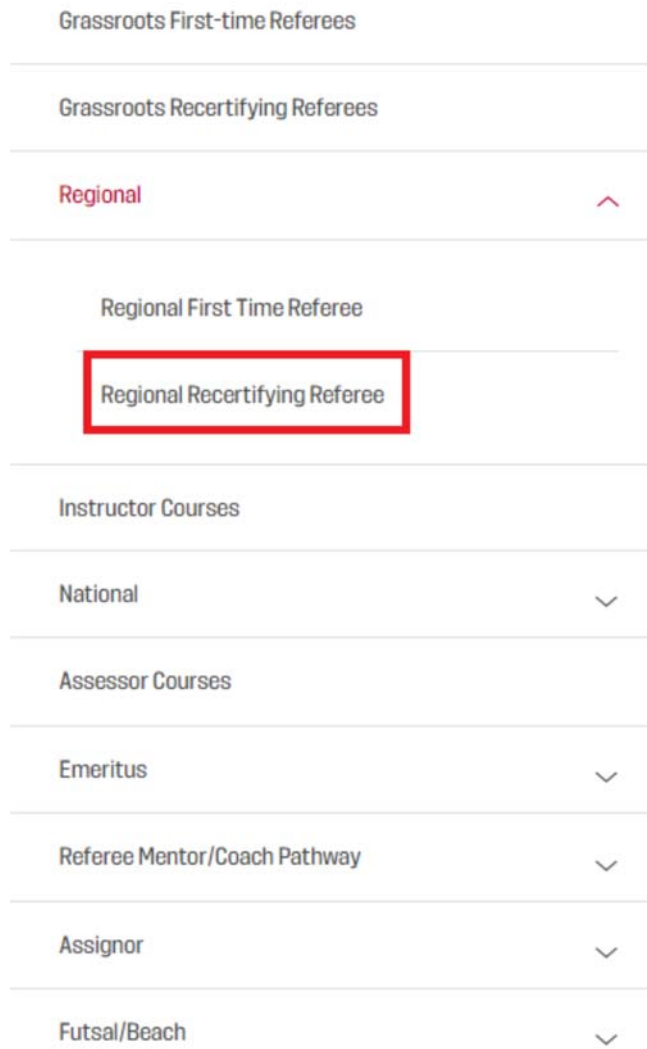 Grassroots First-time Referees
Grassroots Recertifying Referees
Regional
Regional First Time Referee
Regional Recertifying Referee
Instructor Courses
National
Assessor Courses
Emeritus
Referee Mentor/Coach Pathway
Assignor
Futsal/Beach